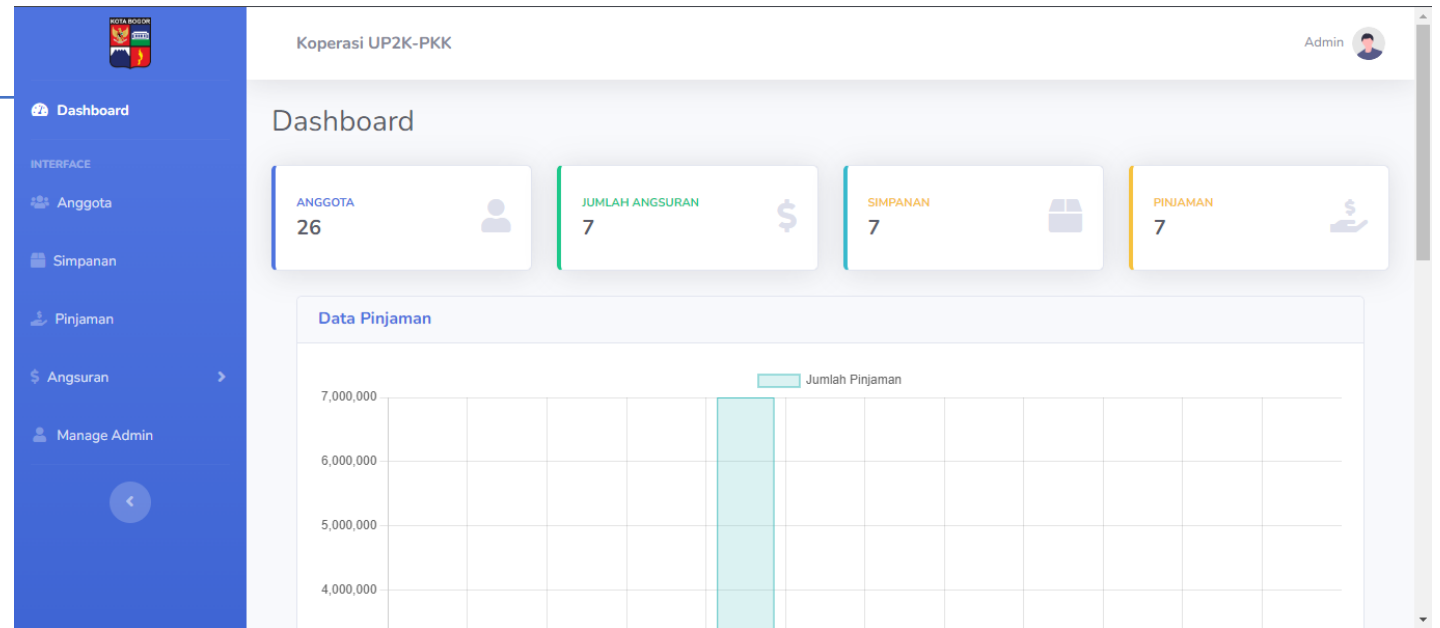 KOTA BOGOR
Koperasi UP2K-PKK
Admin
Dashboard
INTERFACE
Anggota
Simpanan
Pinjaman
Angsuran
Manage Admin
Dashboard
ANGGOTA
26
JUMLAH ANGSURAN
7
SIMPANAN
7
PINJAMAN
7
Data Pinjaman
Jumlah Pinjaman
7,000,000
6,000,000
5,000,000
4,000,000